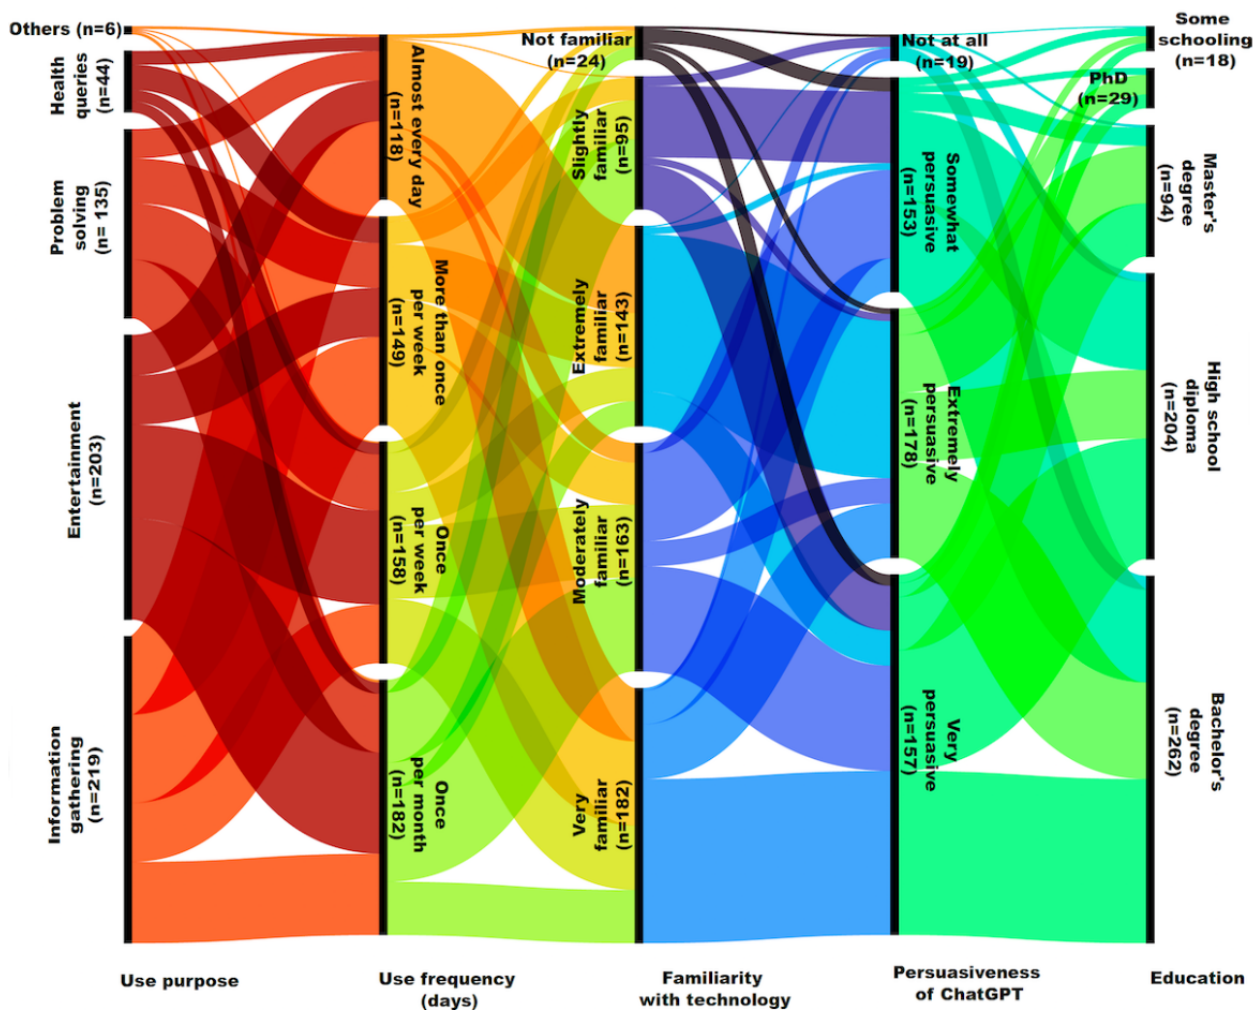 Others (n=6)
Health
queries
(n=44)
Problem
solving
(n= 135)
Entertainment
(n=203)
Information
gathering
(n=219)
Almost every day
(n=118)
More than once
per week
(n=149)
Once
per week
(n=158)
Once
per month
(n=182)
Not familiar
(n=24)
Slightly
familiar
(n=95)
Extremely
familiar
(n=143)
Moderately
familiar
(n=163)
Very
familiar
(n=182)
Not at all
(n=19)
Somewhat
persuasive
(n=153)
Extremely
persuasive
(n=178)
Very
persuasive
(n=157)
Some
schooling
(n=18)
PhD
(n=29)
Master's
degree
(n=94)
High school
diploma
(n=204)
Bachelor's
degree
(n=262)
Use purpose
Use frequency
(days)
Familiarity
with technology
Persuasiveness
of ChatGPT
Education